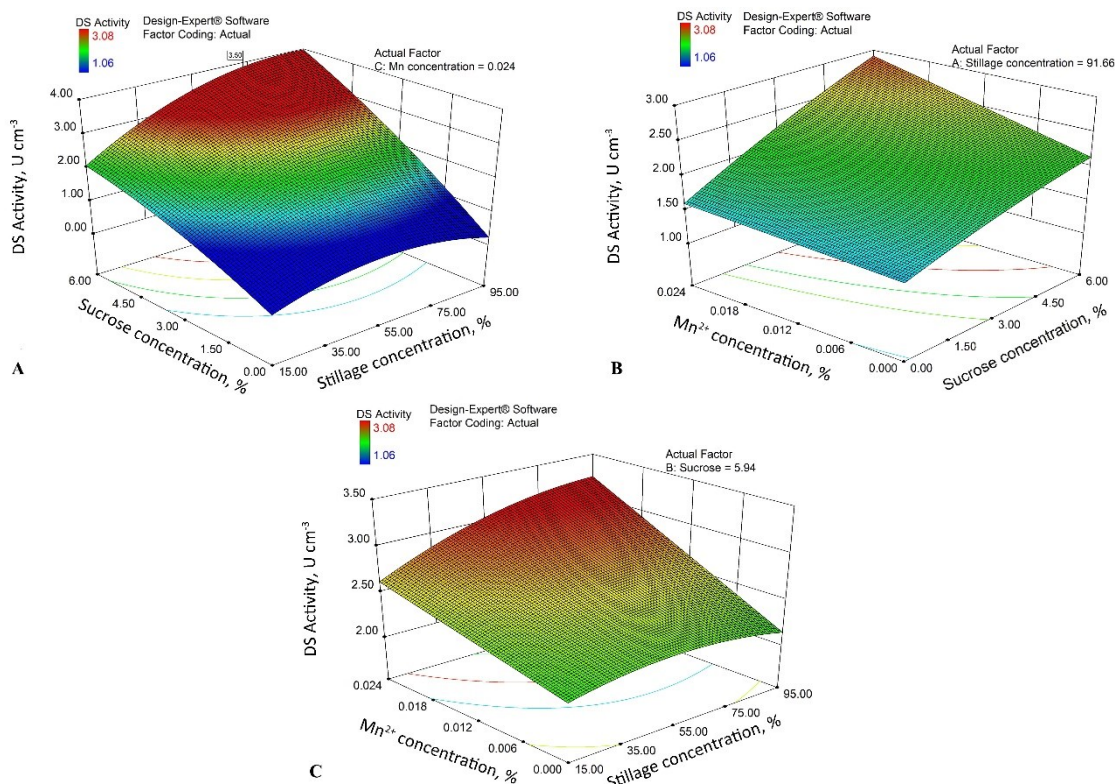 DS Activity
3.08
1.06
Design-Expert® Software
Factor Coding: Actual
3.50
Actual Factor
C: Mn concentration = 0.024
4.00
3.00
2.00
1.00
0.00
DS Activity, U cm⁻³
6.00
4.50
3.00
1.50
0.00
Sucrose concentration, %
15.00
35.00
55.00
75.00
95.00
Stillage concentration, %
A
DS Activity
3.08
1.06
Design-Expert® Software
Factor Coding: Actual
Actual Factor
A: Stillage concentration = 91.66
3.00
2.50
2.00
1.50
1.00
DS Activity, U cm⁻³
0.024
0.018
0.012
0.006
0.000
Mn²⁺ concentration, %
0.00
1.50
3.00
4.50
6.00
Sucrose concentration, %
B
DS Activity
3.08
1.06
Design-Expert® Software
Factor Coding: Actual
Actual Factor
B: Sucrose = 5.94
3.50
3.00
2.50
2.00
DS Activity, U cm⁻³
0.024
0.018
0.012
0.006
0.000
Mn²⁺ concentration, %
15.00
35.00
55.00
75.00
95.00
Stillage concentration, %
C